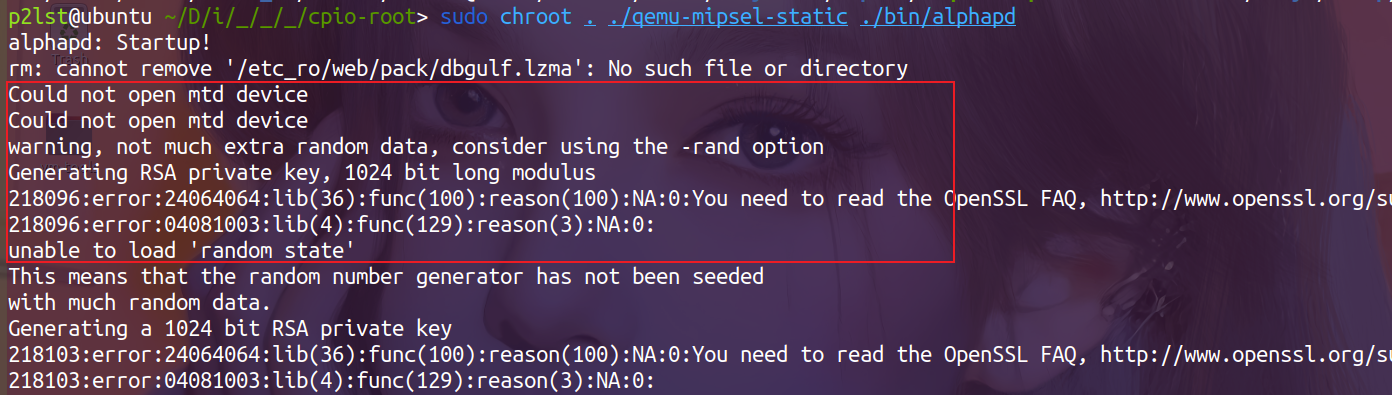 p2lst@ubuntu ~/D/i/_/_/_/cpio-root> sudo chroot . ./qemu-mipsel-static ./bin/alphapd
alphapd: Startup!
rm: cannot remove '/etc_ro/web/pack/dbgulf.lzma': No such file or directory
Could not open mtd device
Could not open mtd device
warning, not much extra random data, consider using the -rand option
Generating RSA private key, 1024 bit long modulus
218096:error:24064064:lib(36):func(100):reason(100):NA:0:You need to read the OpenSSL FAQ, http://www.openssl.org/su
218096:error:04081003:lib(4):func(129):reason(3):NA:0:
unable to load 'random state'
This means that the random number generator has not been seeded
with much random data.
Generating a 1024 bit RSA private key
218103:error:24064064:lib(36):func(100):reason(100):NA:0:You need to read the OpenSSL FAQ, http://www.openssl.org/su
218103:error:04081003:lib(4):func(129):reason(3):NA:0: